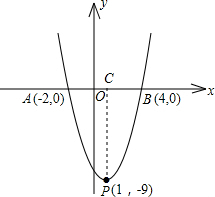 y
C
A(-2,0)
O
B(4,0)
x
P(1，-9)